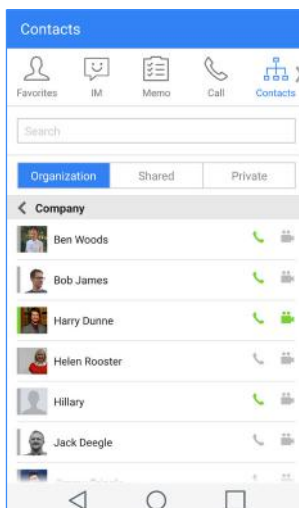 Contacts
Favorites IM Memo Call Contacts
Search
Organization Shared Private
Company
Ben Woods
Bob James
Harry Dunne
Helen Rooster
Hillary
Jack Deegle